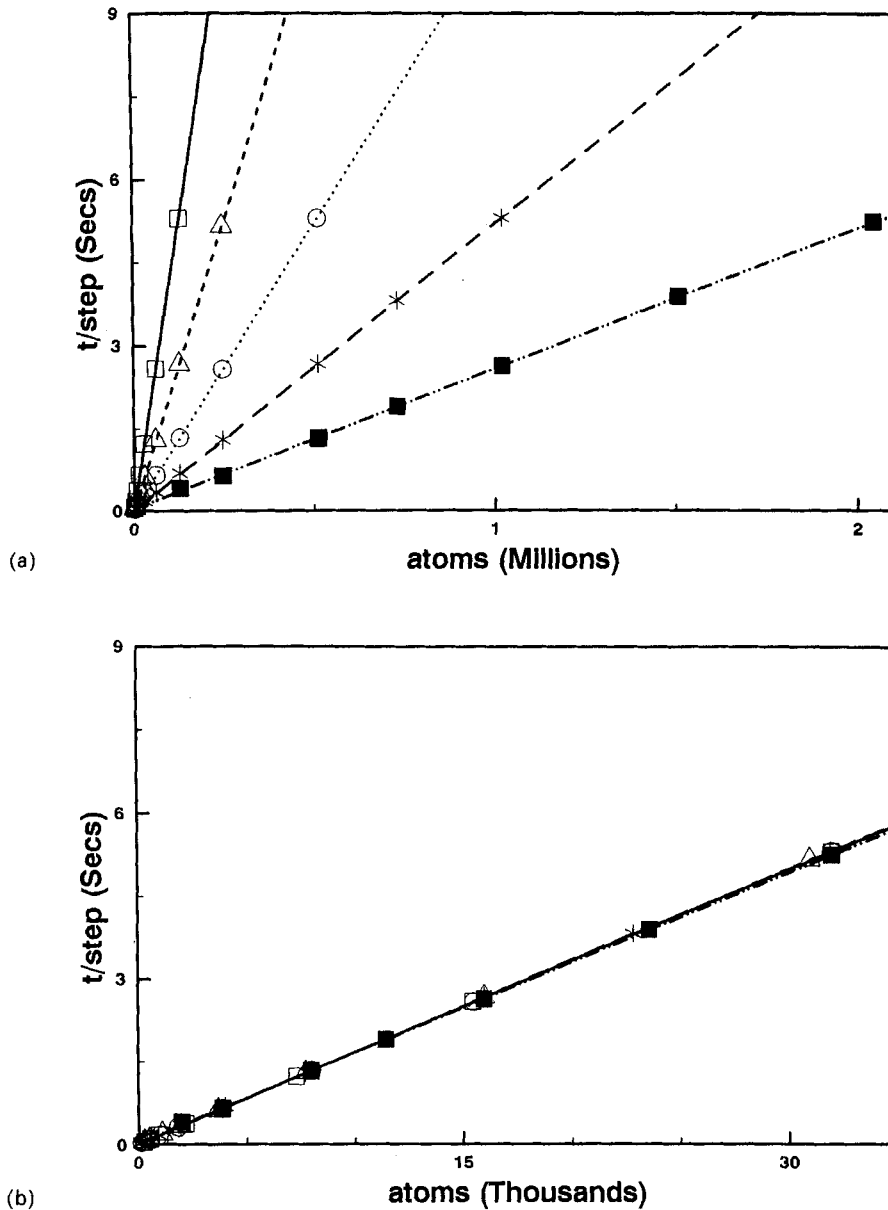 9
6
3
0
t/step (Secs)
0
1
2
atoms (Millions)
(a)
9
6
3
0
t/step (Secs)
0
15
30
atoms (Thousands)
(b)